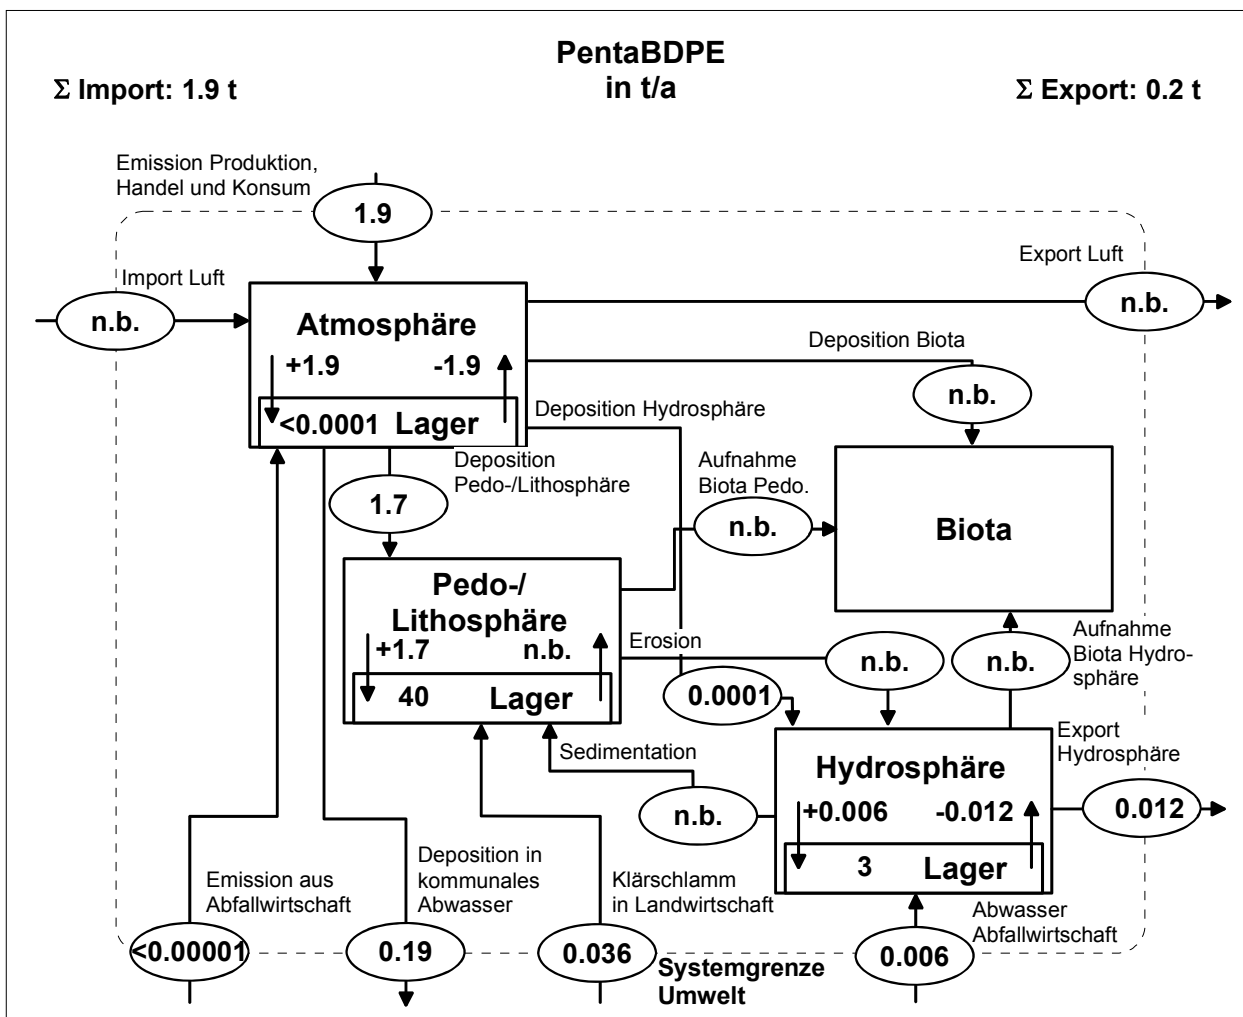 PentaBDPE
in t/a
Σ Import: 1.9 t
Σ Export: 0.2 t
Emission Produktion,
Handel und Konsum
1.9
Import Luft
n.b.
Export Luft
n.b.
Atmosphäre
+1.9 -1.9
<0.0001 Lager
Deposition Biota
n.b.
Deposition Hydrosphäre
Deposition
Pedo-/Lithosphäre
1.7
Aufnahme
Biota Pedo.
n.b.
Biota
Pedo-/
Lithosphäre
+1.7 n.b.
40 Lager
Erosion
n.b.
n.b.
Aufnahme
Biota Hydro-
sphäre
0.0001
Sedimentation
n.b.
Hydrosphäre
+0.006 -0.012
3 Lager
Export
Hydrosphäre
0.012
Emission aus
Abfallwirtschaft
<0.00001
Deposition in
kommunales
Abwasser
0.19
Klärschlamm
in Landwirtschaft
0.036
Abwasser
Abfallwirtschaft
0.006
Systemgrenze
Umwelt